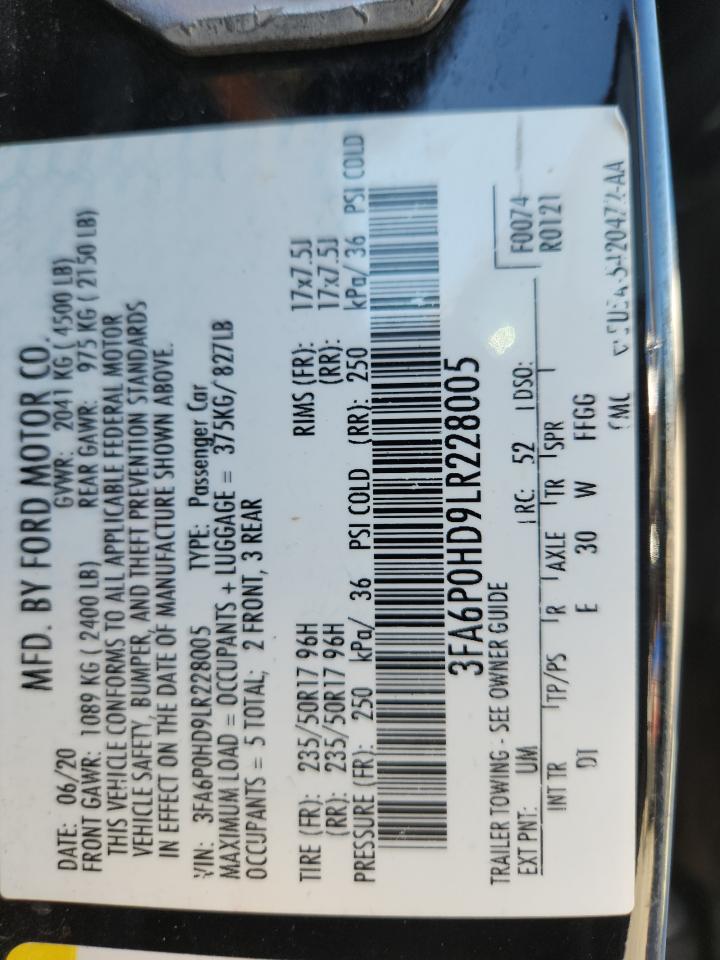 MFD. BY FORD MOTOR CO.
DATE: 06/20 GVWR: 2041 KG ( 4500 LB)
FRONT GAWR: 1089 KG ( 2400 LB) REAR GAWR: 975 KG ( 2150 LB)
THIS VEHICLE CONFORMS TO ALL APPLICABLE FEDERAL MOTOR
VEHICLE SAFETY, BUMPER, AND THEFT PREVENTION STANDARDS
IN EFFECT ON THE DATE OF MANUFACTURE SHOWN ABOVE.
VIN: 3FA6P0HD9LR228005 TYPE: Passenger Car
MAXIMUM LOAD = OCCUPANTS + LUGGAGE = 375KG/ 827LB
OCCUPANTS = 5 TOTAL; 2 FRONT, 3 REAR
TIRE (FR): 235/50R17 96H RIMS (FR): 17x7.5J
(RR): 235/50R17 96H (RR): 17x7.5J
PRESSURE (FR): 250 kPa/ 36 PSI COLD (RR): 250 kPa/ 36 PSI COLD
3FA6P0HD9LR228005
TRAILER TOWING - SEE OWNER GUIDE F0074
EXT PNT: UM RC: 52 DSO: R0121
INT TR TP/PS R AXLE TR SPR
DI E 30 W FFGG